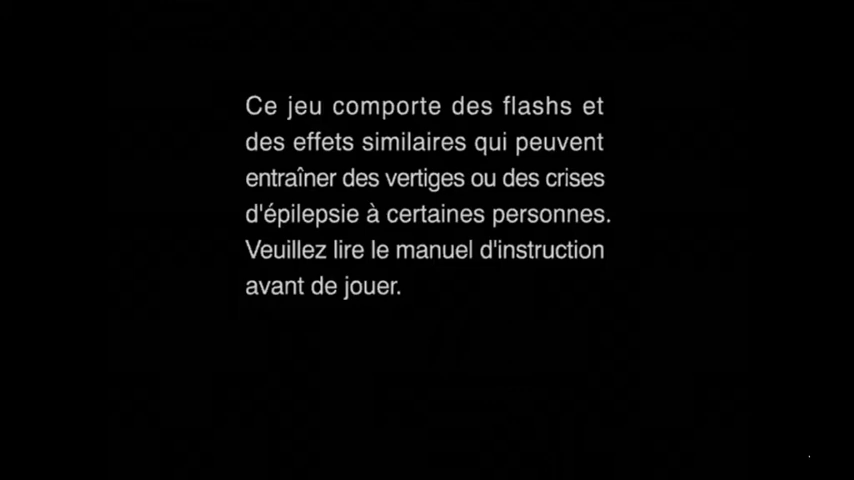 Ce jeu comporte des flashs et
des effets similaires qui peuvent
entraîner des vertiges ou des crises
d'épilepsie à certaines personnes.
Veuillez lire le manuel d'instruction
avant de jouer.